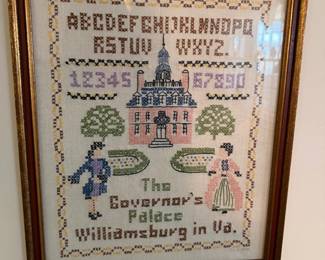 ABCDEFGHIJKLMNOPQ
RSTUV WXYZ.
12345 67890
The
Governor's
Palace
Williamsburg in Va.